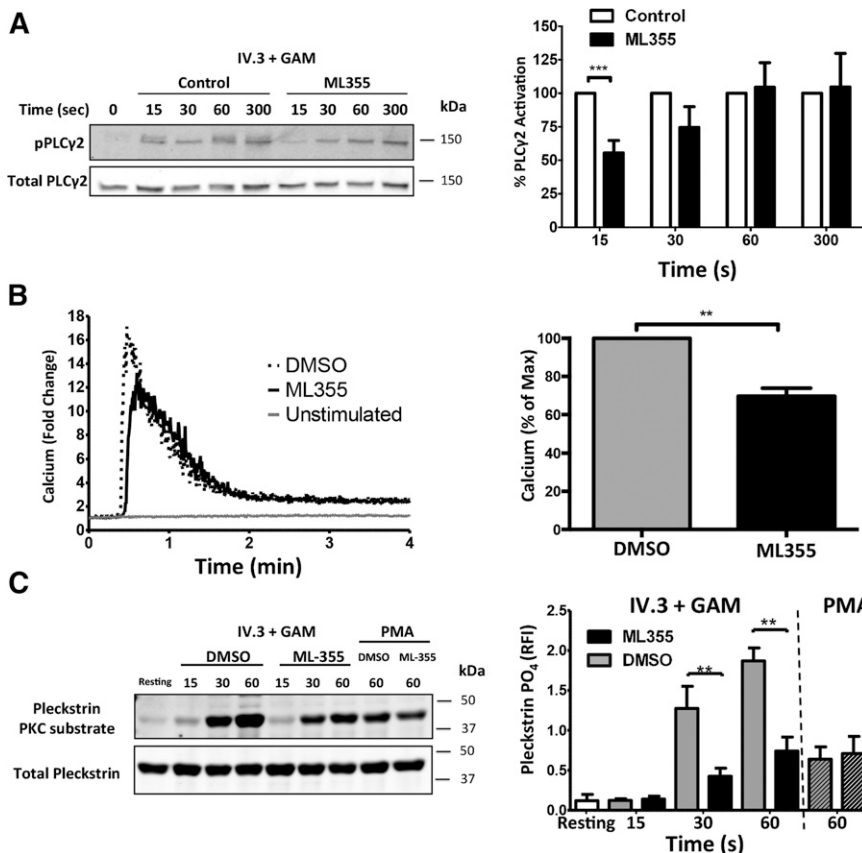 A
IV.3 + GAM
Control ML355
Time (sec) 0 15 30 60 300 15 30 60 300 kDa
pPLCγ2 150
Total PLCγ2 150
Control
ML355
% PLCγ2 Activation
125
100
75
50
25
0
***
15 30 60 300
Time (s)
B
Calcium (Fold Change)
18
16
14
12
10
8
6
4
2
0
DMSO
ML355
Unstimulated
0 1 2 3 4
Time (min)
Calcium (% of Max)
100
80
60
40
20
0
**
DMSO ML355
C
IV.3 + GAM PMA
DMSO ML-355 DMSO ML-355
Resting 15 30 60 15 30 60 60 60 kDa
Pleckstrin
PKC substrate
50
37
Total Pleckstrin
50
37
IV.3 + GAM PMA
ML355
DMSO
Pleckstrin PO4 (RFI)
2.5
2.0
1.5
1.0
0.5
0.0
**
**
Resting 15 30 60 60
Time (s)